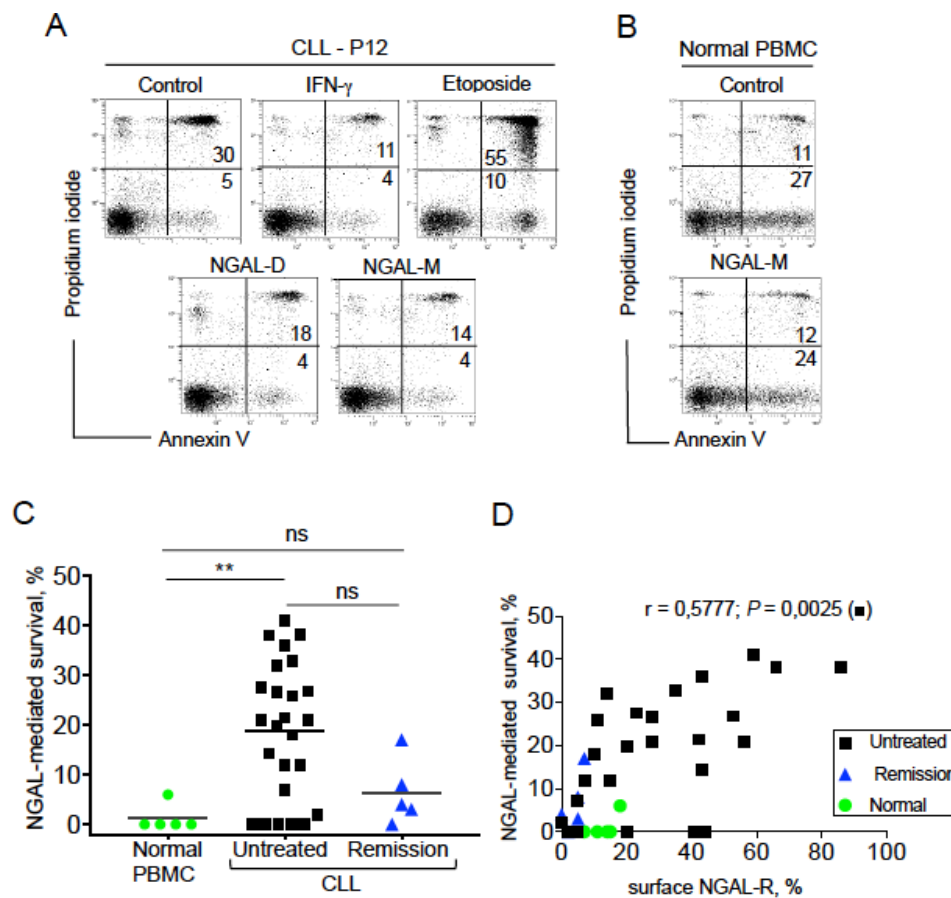 A
B
CLL - P12
Normal PBMC
Control
IFN-γ
Etoposide
Control
30
5
11
4
55
10
11
27
NGAL-D
NGAL-M
NGAL-M
18
4
14
4
12
24
Propidium iodide
Propidium iodide
Annexin V
Annexin V
C
D
ns
**
ns
50
40
30
20
10
0
NGAL-mediated survival, %
Normal
PBMC
Untreated
Remission
CLL
r = 0,5777; P = 0,0025 (■)
50
40
30
20
10
0
NGAL-mediated survival, %
Untreated
Remission
Normal
0
20
40
60
80
100
surface NGAL-R, %